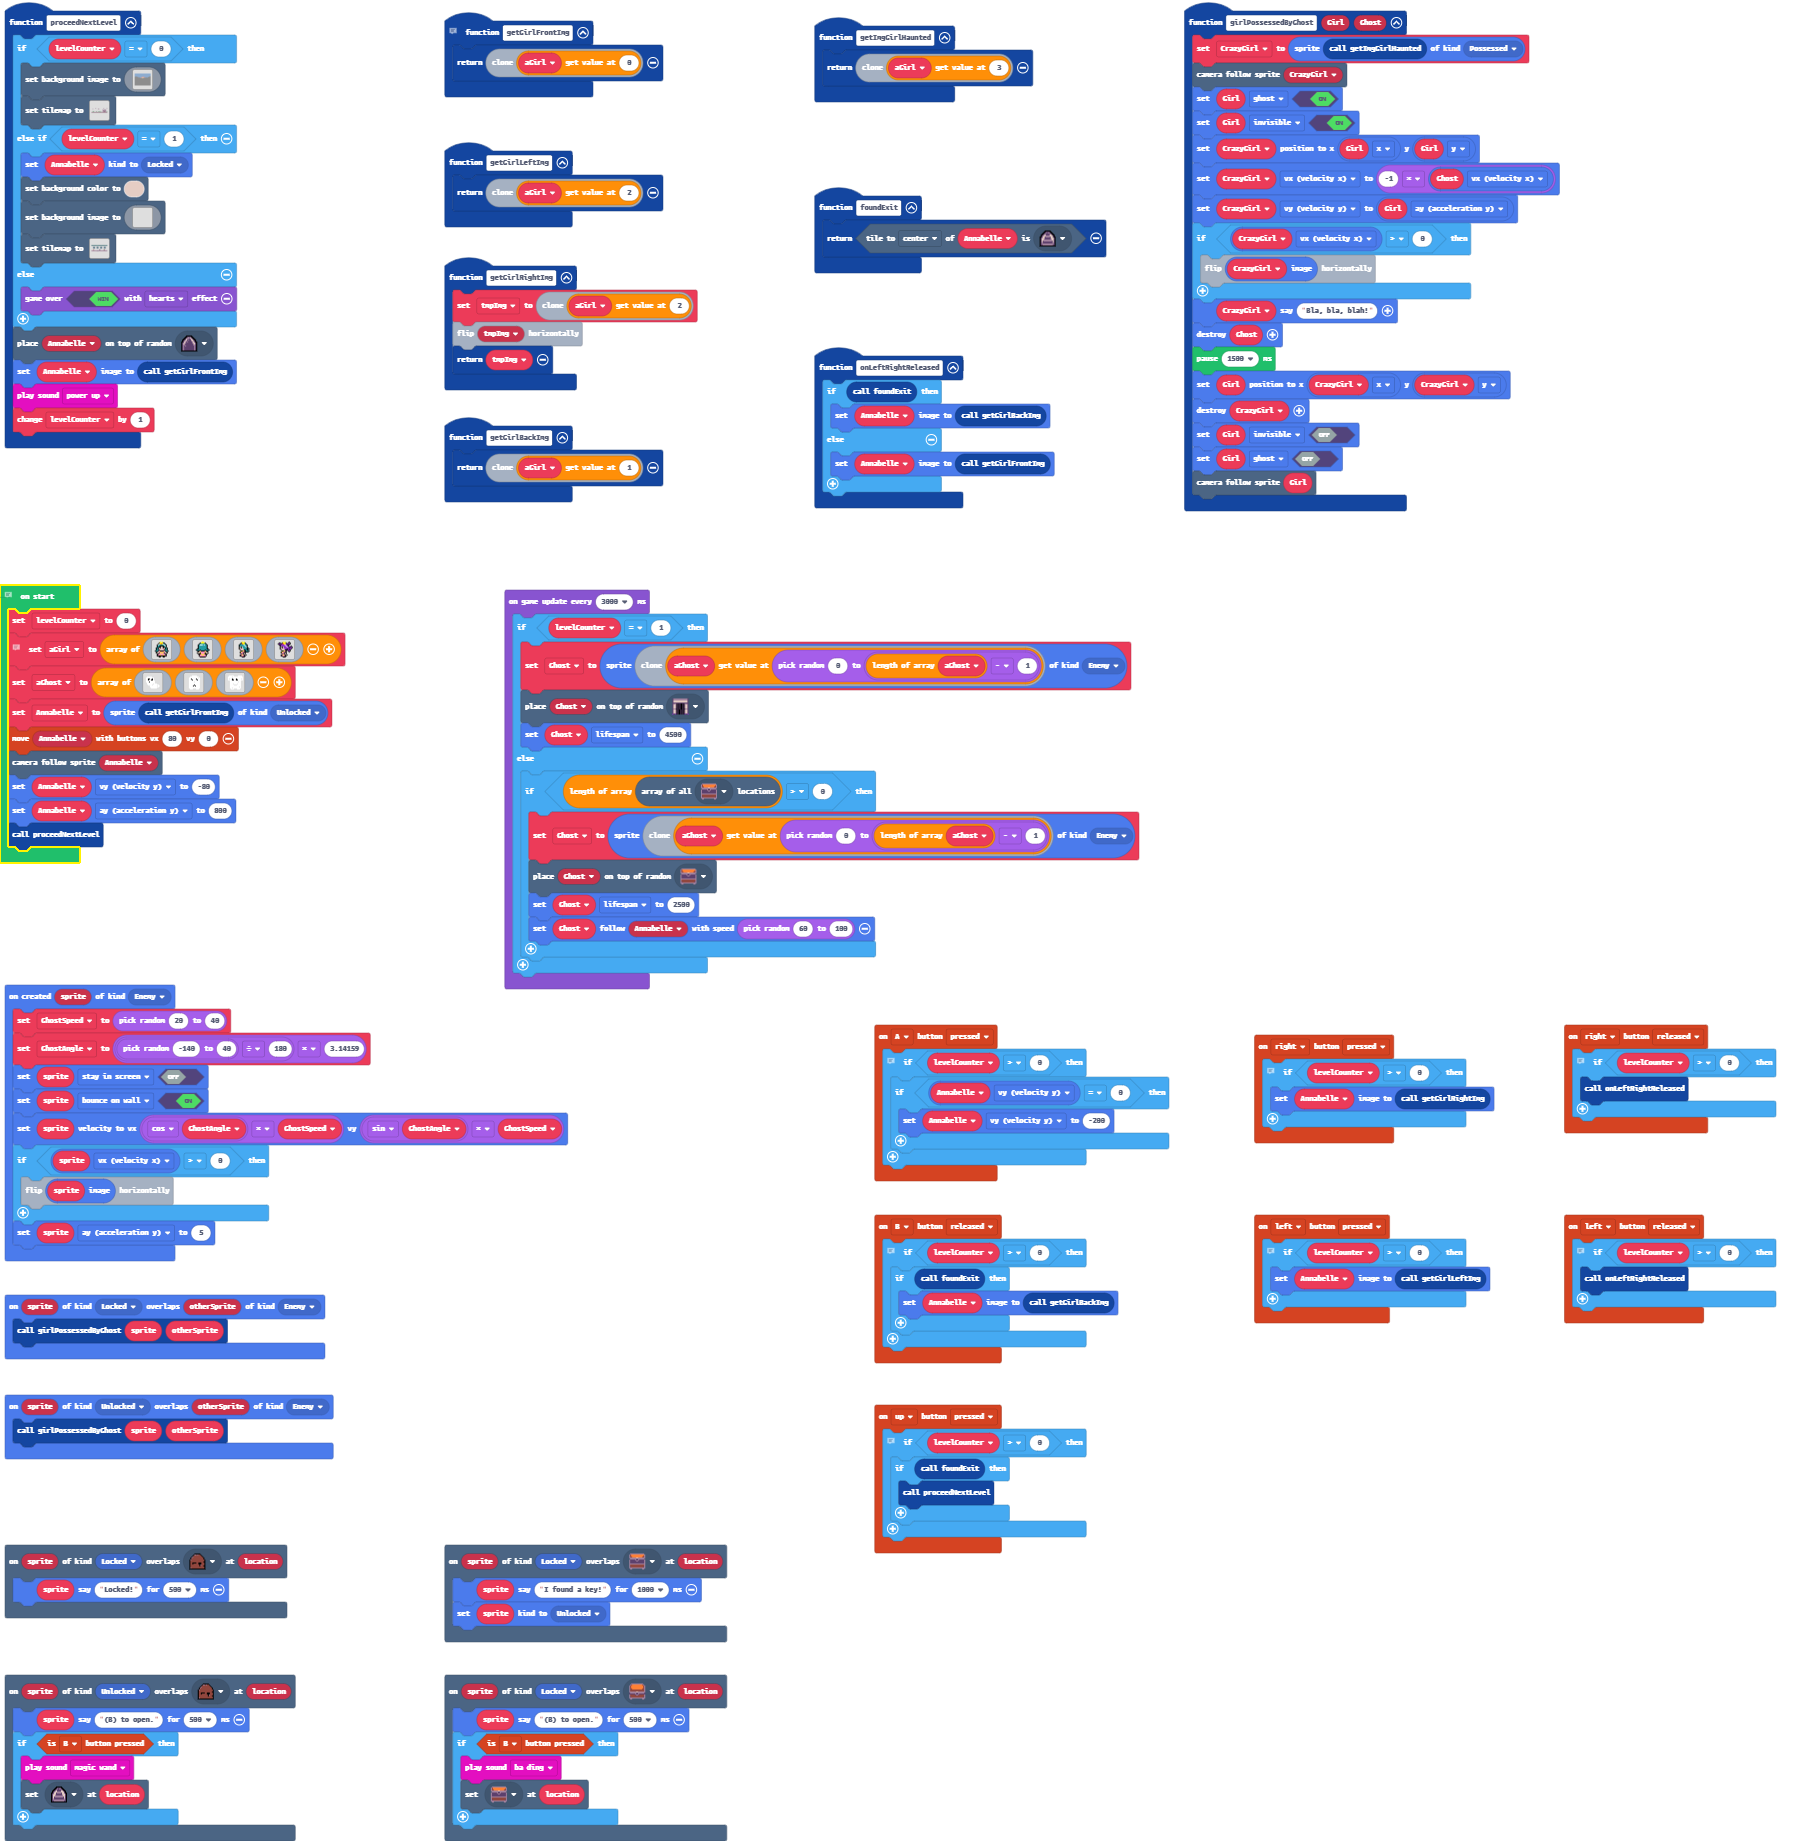 function proceedNextLevel
if levelCounter = 0 then
set background image to
set tilemap to
else if levelCounter = 1 then
set Annabelle kind to Locked
set background color to
set background image to
set tilemap to
else
game over WIN with hearts effect
place Annabelle on top of random
set Annabelle image to call getGirlFrontImg
play sound power up
change levelCounter by 1
function getGirlFrontImg
return clone aGirl get value at 0
function getGirlLeftImg
return clone aGirl get value at 2
function getGirlRightImg
set tmpImg to clone aGirl get value at 2
flip tmpImg horizontally
return tmpImg
function getGirlBackImg
return clone aGirl get value at 1
function getImgGirlHaunted
return clone aGirl get value at 3
function foundExit
return tile to center of Annabelle is
function onLeftRightReleased
if call foundExit then
set Annabelle image to call getGirlBackImg
else
set Annabelle image to call getGirlFrontImg
function girlPossessedByGhost Girl Ghost
set CrazyGirl to sprite call getImgGirlHaunted of kind Possessed
camera follow sprite CrazyGirl
set Girl ghost ON
set Girl invisible ON
set CrazyGirl position to x Girl x y Girl y
set CrazyGirl vx (velocity x) to -1 × Ghost vx (velocity x)
set CrazyGirl vy (velocity y) to Girl ay (acceleration y)
if CrazyGirl vx (velocity x) > 0 then
flip CrazyGirl image horizontally
CrazyGirl say "Bla, bla, blah!"
destroy Ghost
pause 1500 ms
set Girl position to x CrazyGirl x y CrazyGirl y
destroy CrazyGirl
set Girl invisible OFF
set Girl ghost OFF
camera follow sprite Girl
on start
set levelCounter to 0
set aGirl to array of
set aGhost to array of
set Annabelle to sprite call getGirlFrontImg of kind Unlocked
move Annabelle with buttons vx 80 vy 0
camera follow sprite Annabelle
set Annabelle vy (velocity y) to -80
set Annabelle ay (acceleration y) to 800
call proceedNextLevel
on game update every 3000 ms
if levelCounter = 1 then
set Ghost to sprite clone aGhost get value at pick random 0 to length of array aGhost - 1 of kind Enemy
place Ghost on top of random
set Ghost lifespan to 4500
else
if length of array array of all locations > 0 then
set Ghost to sprite clone aGhost get value at pick random 0 to length of array aGhost - 1 of kind Enemy
place Ghost on top of random
set Ghost lifespan to 2500
set Ghost follow Annabelle with speed pick random 60 to 100
on created sprite of kind Enemy
set GhostSpeed to pick random 20 to 40
set GhostAngle to pick random -140 to 40 ÷ 180 × 3.14159
set sprite stay in screen OFF
set sprite bounce on wall ON
set sprite velocity to vx cos GhostAngle × GhostSpeed vy sin GhostAngle × GhostSpeed
if sprite vx (velocity x) > 0 then
flip sprite image horizontally
set sprite ay (acceleration y) to 5
on sprite of kind Locked overlaps otherSprite of kind Enemy
call girlPossessedByGhost sprite otherSprite
on sprite of kind Unlocked overlaps otherSprite of kind Enemy
call girlPossessedByGhost sprite otherSprite
on A button pressed
if levelCounter > 0 then
if Annabelle vy (velocity y) = 0 then
set Annabelle vy (velocity y) to -200
on right button pressed
if levelCounter > 0 then
set Annabelle image to call getGirlRightImg
on right button released
if levelCounter > 0 then
call onLeftRightReleased
on B button released
if levelCounter > 0 then
if call foundExit then
set Annabelle image to call getGirlBackImg
on left button pressed
if levelCounter > 0 then
set Annabelle image to call getGirlLeftImg
on left button released
if levelCounter > 0 then
call onLeftRightReleased
on up button pressed
if levelCounter > 0 then
if call foundExit then
call proceedNextLevel
on sprite of kind Locked overlaps at location
sprite say "Locked!" for 500 ms
on sprite of kind Locked overlaps at location
sprite say "I found a key!" for 1000 ms
set sprite kind to Unlocked
on sprite of kind Unlocked overlaps at location
sprite say "(B) to open." for 500 ms
if is B button pressed then
play sound magic wand
set at location
on sprite of kind Locked overlaps at location
sprite say "(B) to open." for 500 ms
if is B button pressed then
play sound ba ding
set at location